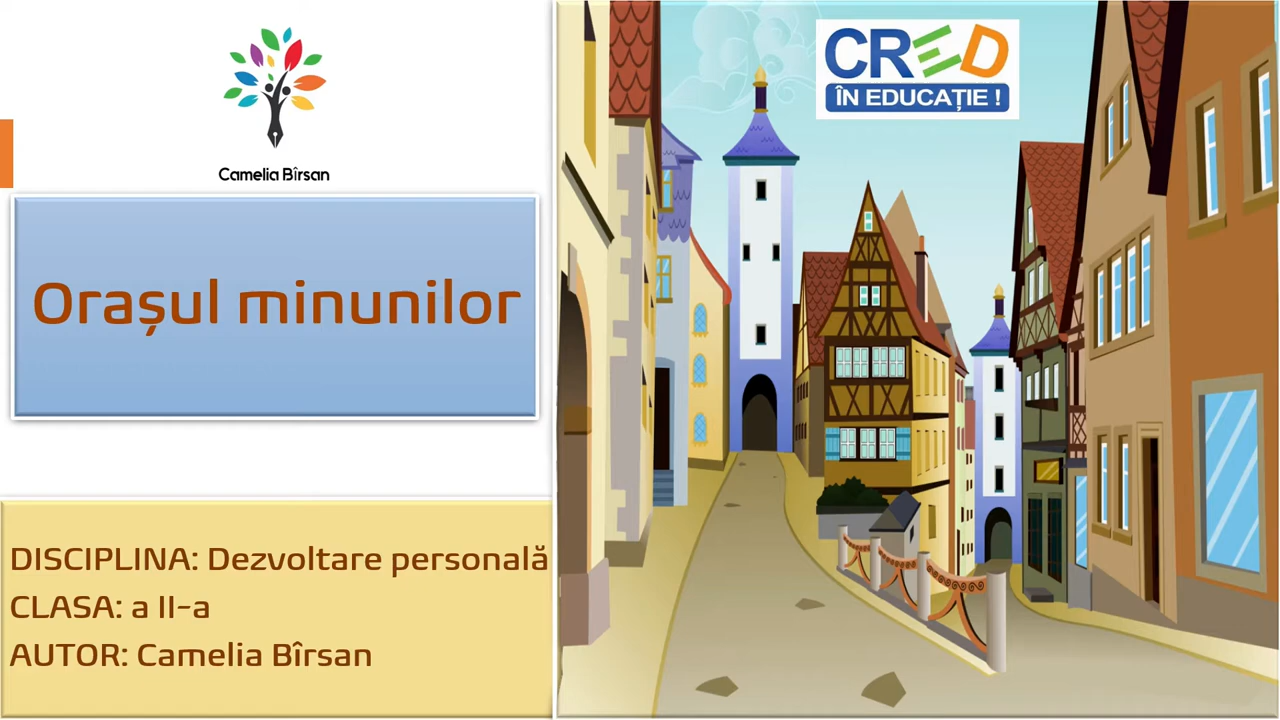 Camelia Bîrsan
Orașul minunilor
DISCIPLINA: Dezvoltare personală
CLASA: a II-a
AUTOR: Camelia Bîrsan
CRED
ÎN EDUCAȚIE !